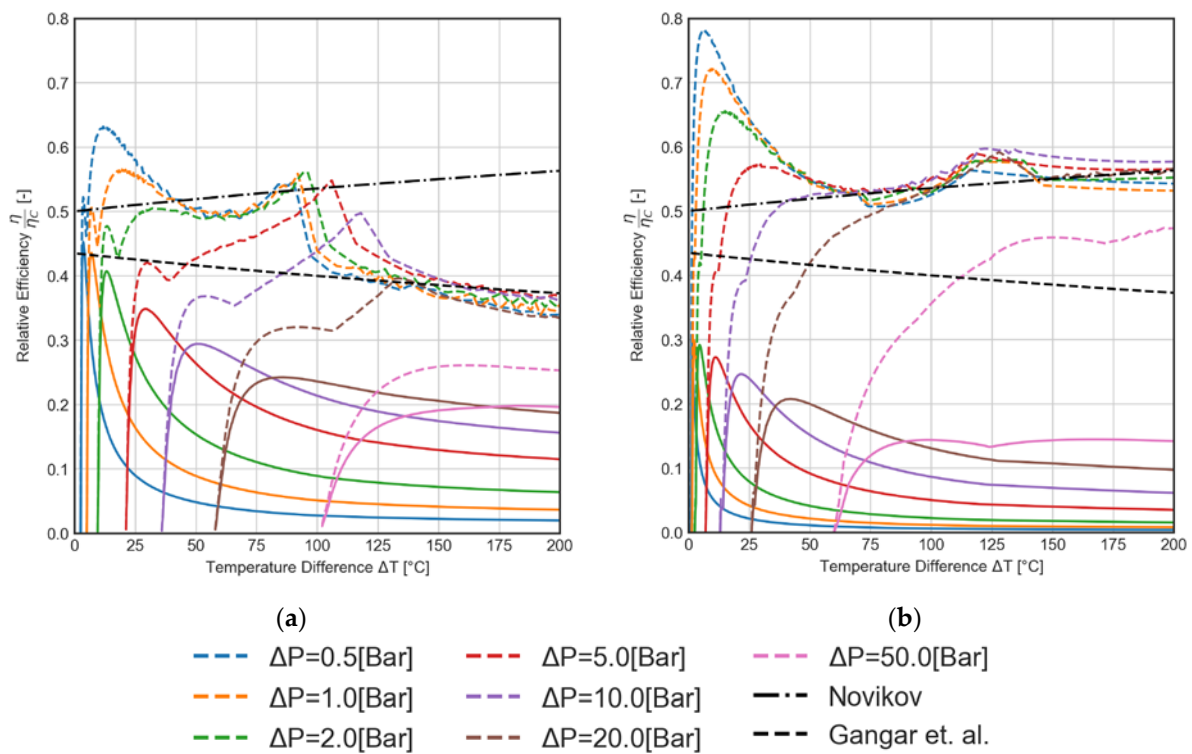 0.8
0.7
0.6
0.5
0.4
0.3
0.2
0.1
0.0
0 25 50 75 100 125 150 175 200
Relative Efficiency η/ηC [-]
Temperature Difference ΔT [°C]
(a)
0.8
0.7
0.6
0.5
0.4
0.3
0.2
0.1
0.0
0 25 50 75 100 125 150 175 200
Relative Efficiency η/ηC [-]
Temperature Difference ΔT [°C]
(b)
ΔP=0.5[Bar]
ΔP=1.0[Bar]
ΔP=2.0[Bar]
ΔP=5.0[Bar]
ΔP=10.0[Bar]
ΔP=20.0[Bar]
ΔP=50.0[Bar]
Novikov
Gangar et. al.